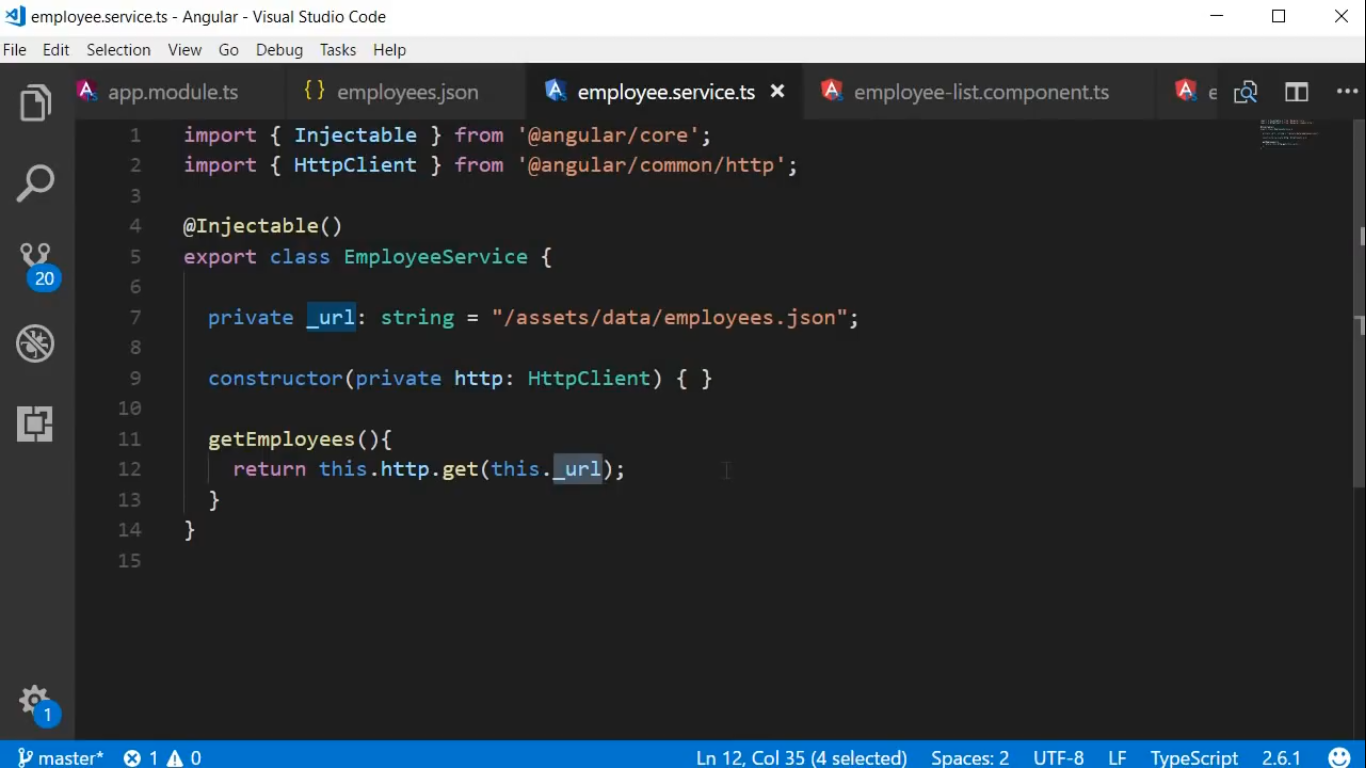 employee.service.ts - Angular - Visual Studio Code
File Edit Selection View Go Debug Tasks Help
app.module.ts { } employees.json employee.service.ts employee-list.component.ts e
1 import { Injectable } from '@angular/core';
2 import { HttpClient } from '@angular/common/http';
3
4 @Injectable()
5 export class EmployeeService {
6
7 private _url: string = "/assets/data/employees.json";
8
9 constructor(private http: HttpClient) { }
10
11 getEmployees(){
12 return this.http.get(this._url);
13 }
14 }
15
20
1
master* 1 0 Ln 12, Col 35 (4 selected) Spaces: 2 UTF-8 LF TypeScript 2.6.1